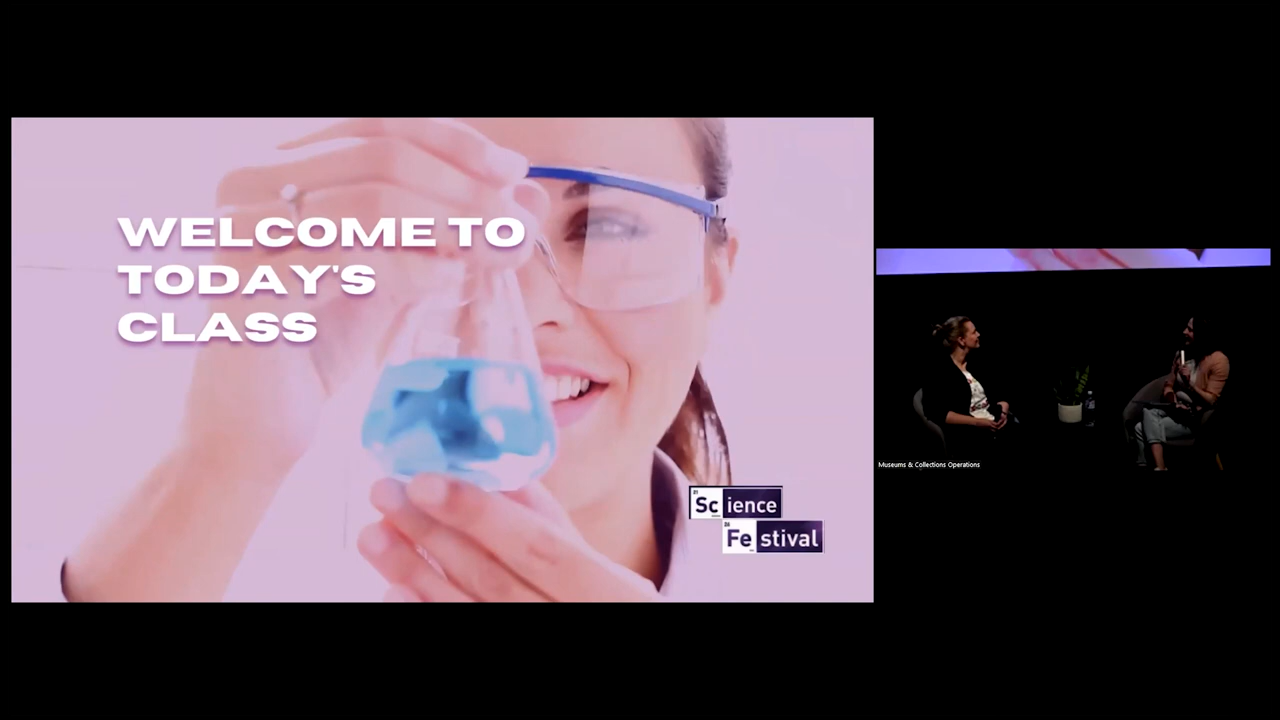 WELCOME TO
TODAY'S
CLASS
Science
Festival
Museums & Collections Operations